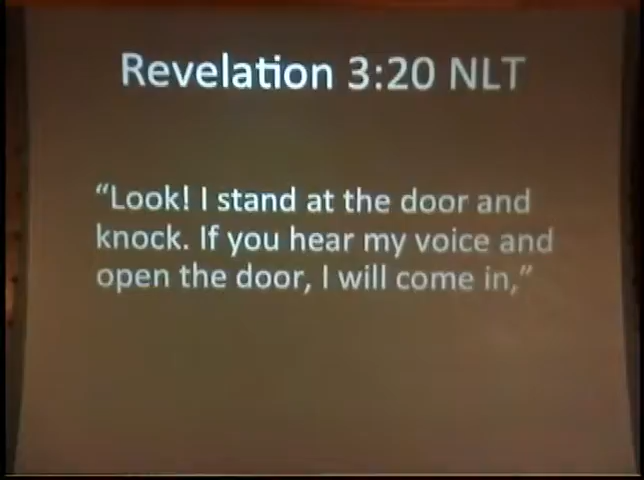 Revelation 3:20 NLT
“Look! I stand at the door and
knock. If you hear my voice and
open the door, I will come in,”